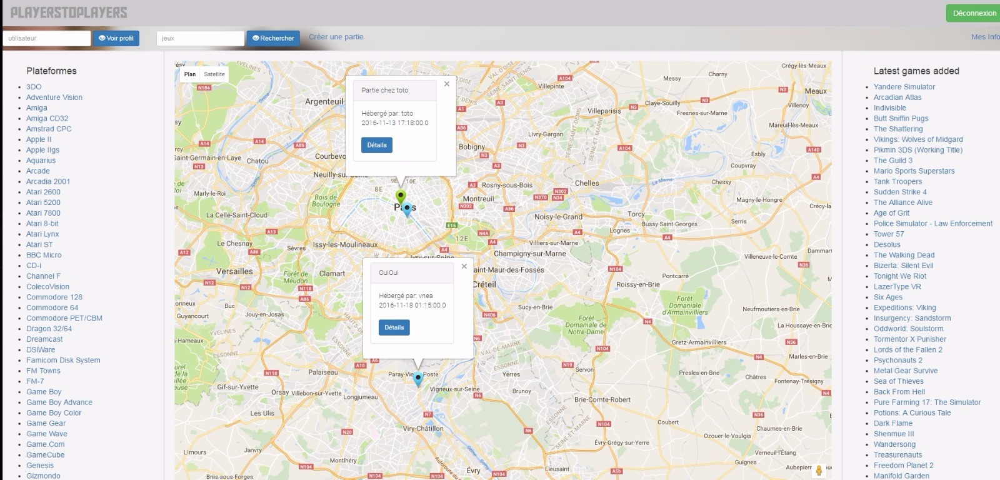 PLAYERSTOPLAYERS
Déconnexion
utilisateur
Voir profil
jeux
Rechercher
Créer une partie
Mes Info
Plateformes
3DO
Adventure Vision
Amiga
Amiga CD32
Amstrad CPC
Apple II
Apple IIgs
Aquarius
Arcade
Arcadia 2001
Atari 2600
Atari 5200
Atari 7800
Atari 8-bit
Atari Lynx
Atari ST
BBC Micro
CD-i
Channel F
ColecoVision
Commodore 128
Commodore 64
Commodore PET/CBM
Dragon 32/64
Dreamcast
DSiWare
Famicom Disk System
FM Towns
FM-7
Game Boy
Game Boy Advance
Game Boy Color
Game Gear
Game Wave
Game.Com
GameCube
Genesis
Gizmondo
Plan
Satellite
Partie chez toto
Hébergé par: toto
2016-11-13 17:18:00.0
Détails
OuiOui
Hébergé par: vnea
2016-11-18 01:15:00.0
Détails
YVELINES
Crégy-lès-Meaux
Charny
Messy
Villepinte
Meaux
Argenteuil
Claye-Souilly
Villenoy
Villeparisis
Fresnes-sur-Marne
Mareuil-lès-Meaux
Livry-Gargan
SEINE-SAINT-DENIS
SEINE-ET-MARNE
Bobigny
Esbly
Saint-Germain-en-Laye
Chatou
Courbevo
Coupvray
Neuilly-sur-Seine
8E
9E
10E
Rosny-sous-Bois
Chelles
La Marne
Chessy
Marly-le-Roi
Bois de
Boulogne
Montreuil
Magny-le-Hongre
Paris
La Celle-Saint-Cloud
Noisy-le-Grand
Torcy
Bussy-Saint-Georges
Serris
Lognes
12E
Le Chesnay
Sèvres
Issy-les-Moulineaux
Villiers-sur-Marne
Champigny-sur-Marne
Ivry-sur-Seine
Villeneuve-le-Comte
Versailles
Forêt de
Meudon
Clamart
aint-Maur-des-Fossés
Créteil
Pontcarré
Roissy-en-Brie
Buc
Jouy-en-Josas
Guyancourt
Sucy-en-Brie
Forêt
Domaniale
d'Armainvilliers
Neufmoutiers-en-Brie
Forêt
Domaniale de
Notre-Dame
La Houssaye-en-Brie
Gretz-Armainvilliers
VAL-DE-MARNE
ESSONNE
Marles-en-Brie
Palaiseau
Paray-Vieille-Poste
Yerres
Servon
Presles-en-Brie
Châtres
Fontenay-Trésigny
Gif-sur-Yvette
Orsay
Villebon-sur-Yvette
Longjumeau
Vigneux-sur-Seine
Brunoy
Brie-Comte-Robert
Les Ulis
Viry-Châtillon
Coubert
Chaumes-en-Brie
Ozouer-le-Voulgis
Évry-Grégy-sur-Yerre
Limours
Janvry
Verneuil-l'Étang
Montlhéry
Guignes
Évry
Lieusaint
Briis-sous-Forges
Latest games added
Yandere Simulator
Arcadian Atlas
Indivisible
Butt Sniffin Pugs
The Shattering
Vikings: Wolves of Midgard
Pikmin 3DS (Working Title)
The Guild 3
Mario Sports Superstars
Tank Troopers
Sudden Strike 4
The Alliance Alive
Age of Grit
Police Simulator - Law Enforcement
Tower 57
Desolus
The Walking Dead
Bizerta: Silent Evil
Tonight We Riot
LazerType VR
Six Ages
Expeditions: Viking
Insurgency: Sandstorm
Oddworld: Soulstorm
Tormentor X Punisher
Lords of the Fallen 2
Psychonauts 2
Metal Gear Survive
Sea of Thieves
Back From Hell
Pure Farming 17: The Simulator
Potions: A Curious Tale
Dark Flame
Shenmue III
Wandersong
Treasurenauts
Freedom Planet 2
Manifold Garden